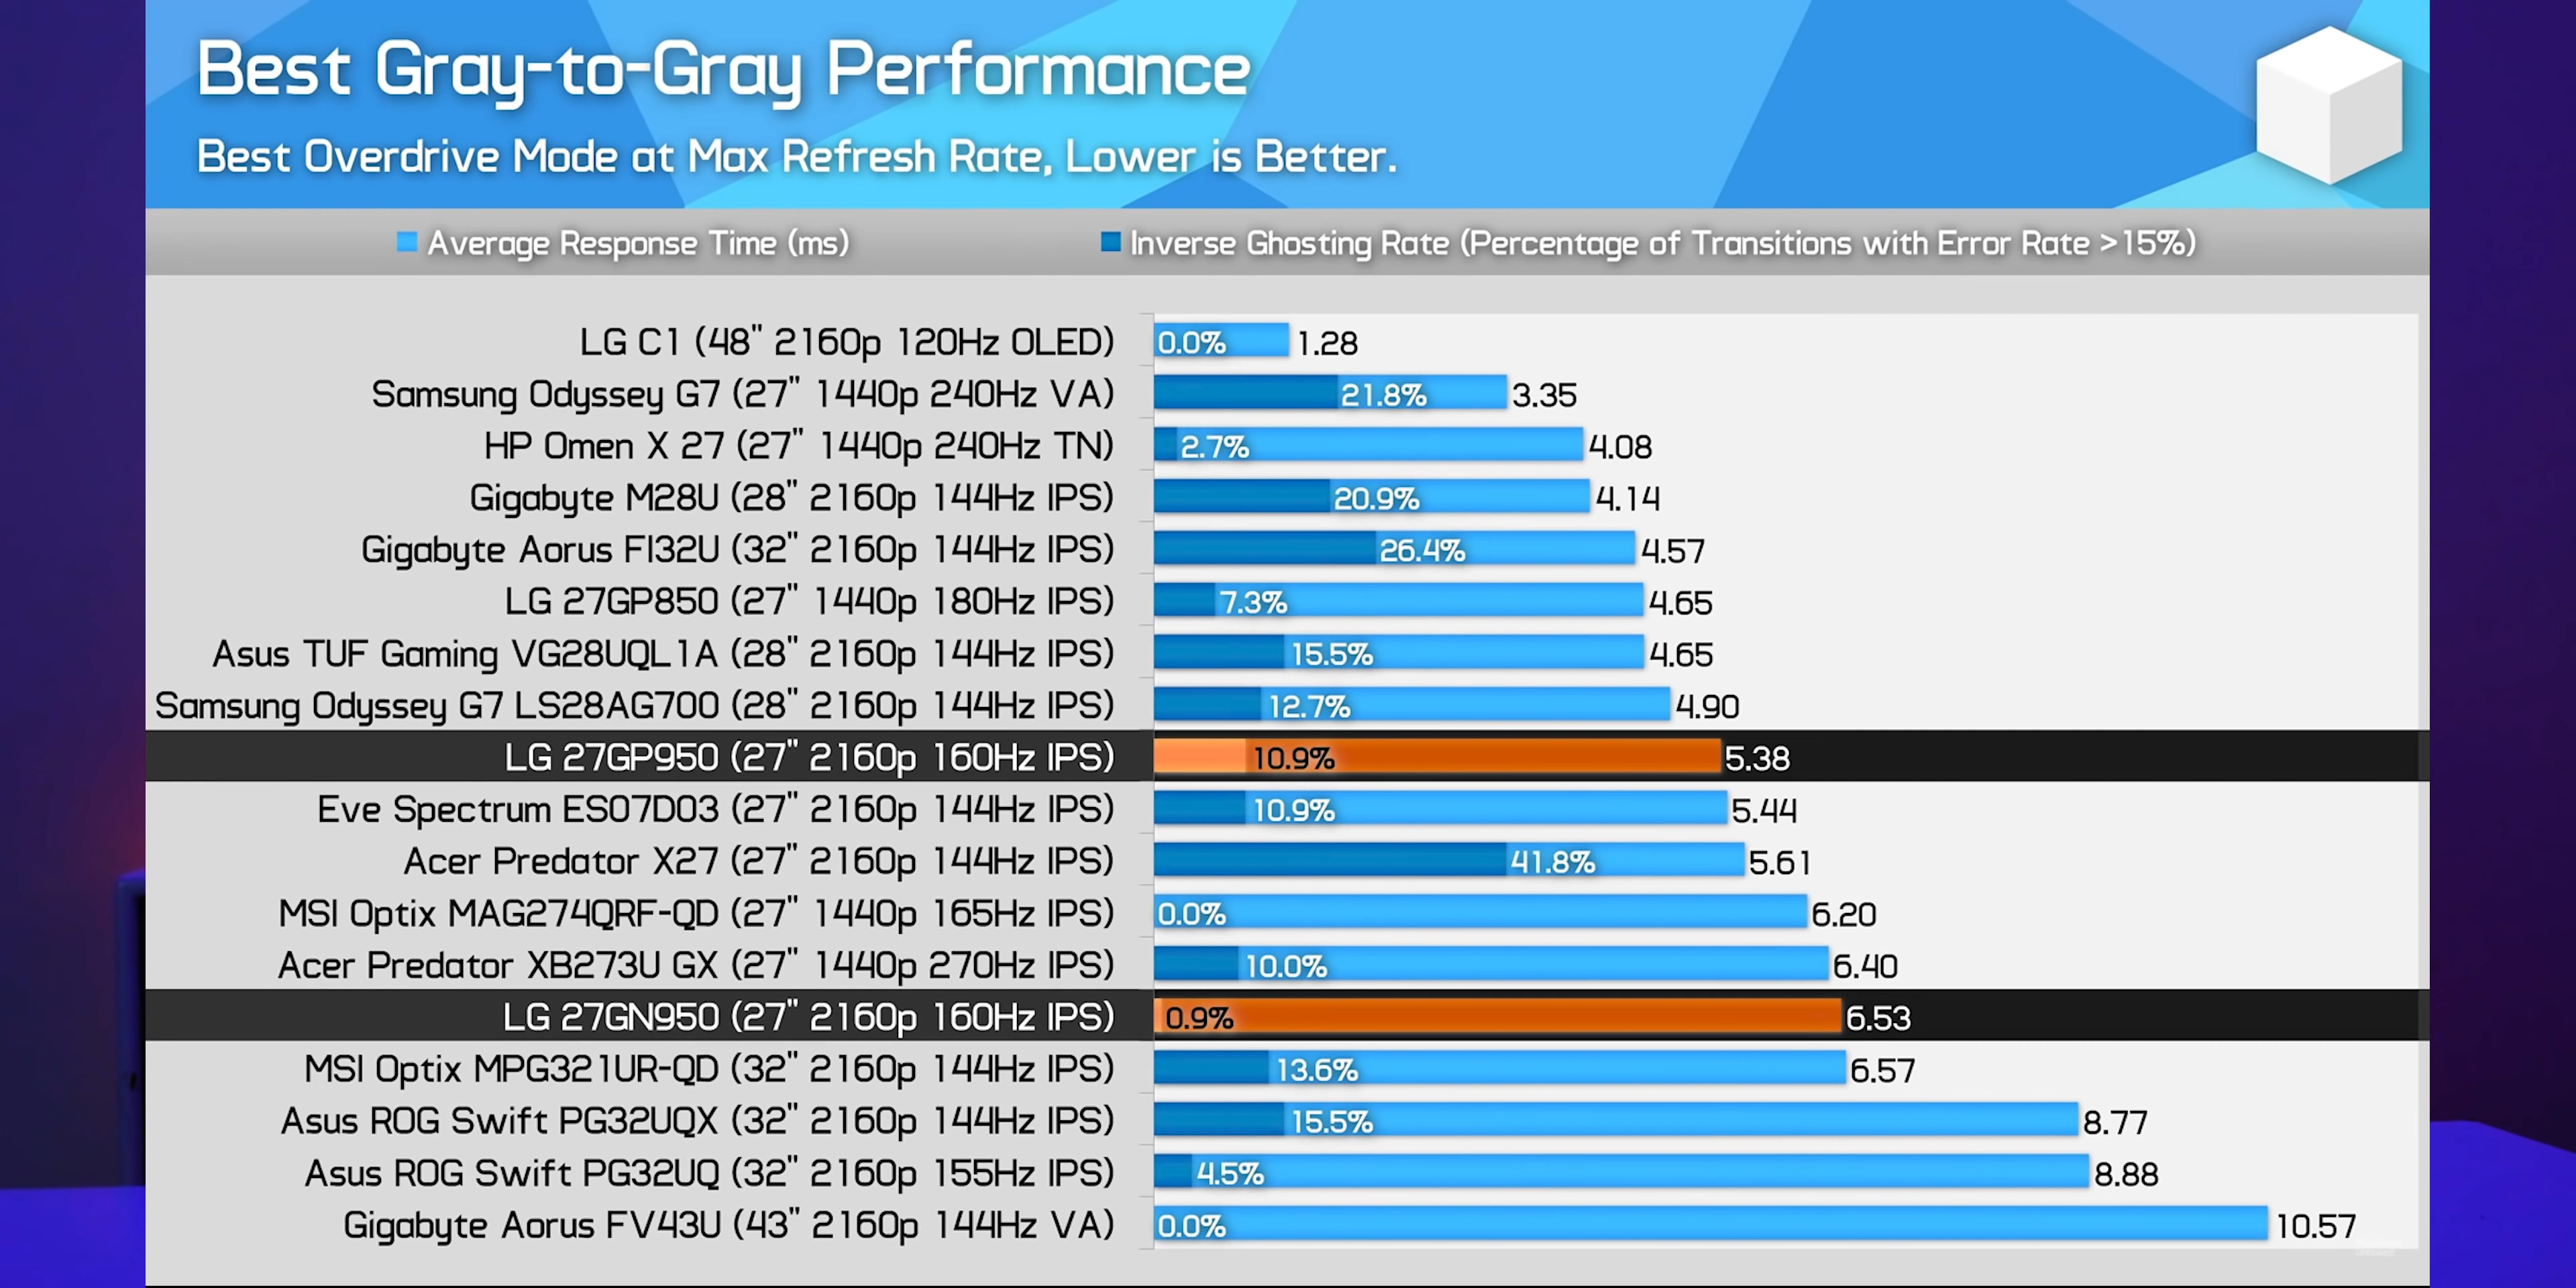 Best Gray-to-Gray Performance
Best Overdrive Mode at Max Refresh Rate, Lower is Better.
Average Response Time (ms) Inverse Ghosting Rate (Percentage of Transitions with Error Rate >15%)
LG C1 (48" 2160p 120Hz OLED) 0.0% 1.28
Samsung Odyssey G7 (27" 1440p 240Hz VA) 21.8% 3.35
HP Omen X 27 (27" 1440p 240Hz TN) 2.7% 4.08
Gigabyte M28U (28" 2160p 144Hz IPS) 20.9% 4.14
Gigabyte Aorus FI32U (32" 2160p 144Hz IPS) 26.4% 4.57
LG 27GP850 (27" 1440p 180Hz IPS) 7.3% 4.65
Asus TUF Gaming VG28UQL1A (28" 2160p 144Hz IPS) 15.5% 4.65
Samsung Odyssey G7 LS28AG700 (28" 2160p 144Hz IPS) 12.7% 4.90
LG 27GP950 (27" 2160p 160Hz IPS) 10.9% 5.38
Eve Spectrum ES07D03 (27" 2160p 144Hz IPS) 10.9% 5.44
Acer Predator X27 (27" 2160p 144Hz IPS) 41.8% 5.61
MSI Optix MAG274QRF-QD (27" 1440p 165Hz IPS) 0.0% 6.20
Acer Predator XB273U GX (27" 1440p 270Hz IPS) 10.0% 6.40
LG 27GN950 (27" 2160p 160Hz IPS) 0.9% 6.53
MSI Optix MPG321UR-QD (32" 2160p 144Hz IPS) 13.6% 6.57
Asus ROG Swift PG32UQX (32" 2160p 144Hz IPS) 15.5% 8.77
Asus ROG Swift PG32UQ (32" 2160p 155Hz IPS) 4.5% 8.88
Gigabyte Aorus FV43U (43" 2160p 144Hz VA) 0.0% 10.57